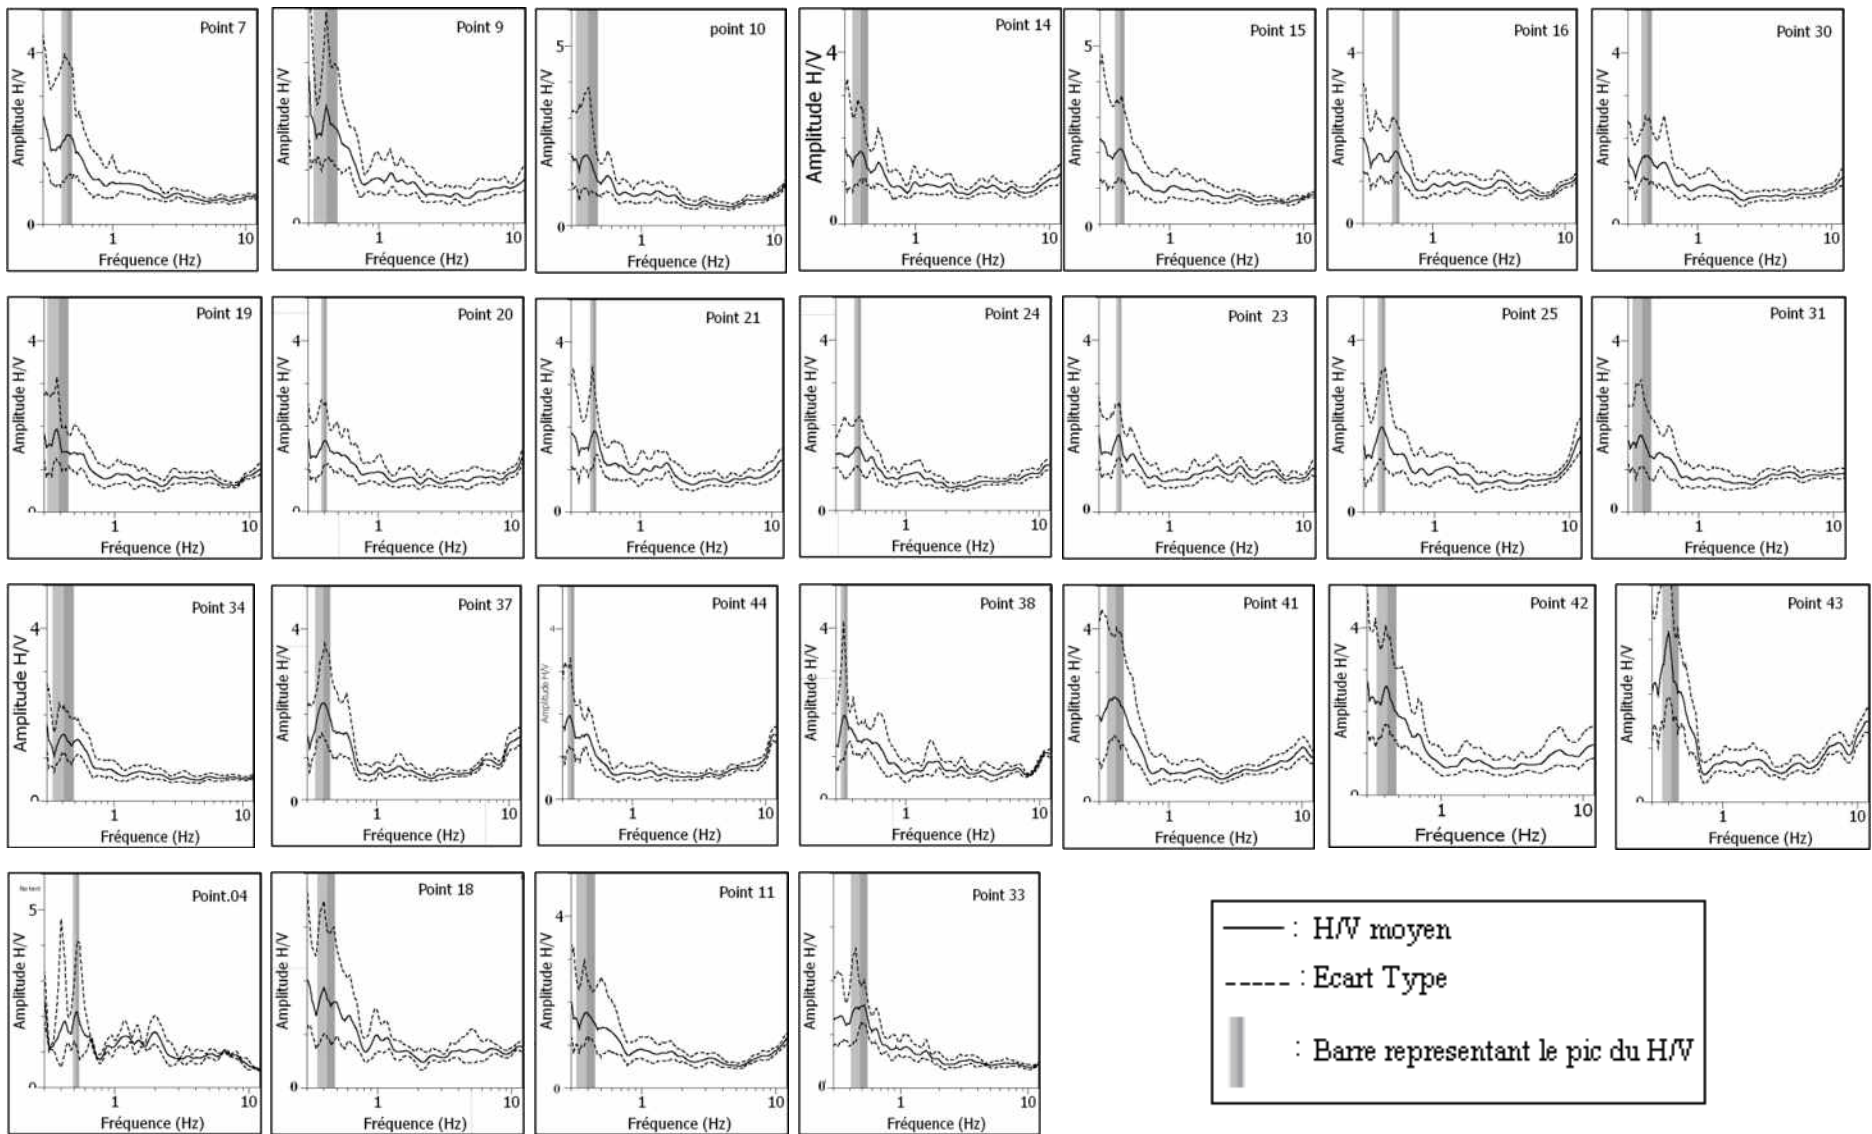 Point 7
4
0
1
10
Amplitude H/V
Fréquence (Hz)
Point 9
0
1
10
Amplitude H/V
Fréquence (Hz)
point 10
5
0
1
10
Amplitude H/V
Fréquence (Hz)
Point 14
4
0
1
10
Amplitude H/V
Fréquence (Hz)
Point 15
5
0
1
10
Amplitude H/V
Fréquence (Hz)
Point 16
4
0
1
10
Amplitude H/V
Fréquence (Hz)
Point 30
4
0
1
10
Amplitude H/V
Fréquence (Hz)
Point 19
4
0
1
10
Amplitude H/V
Fréquence (Hz)
Point 20
4
0
1
10
Amplitude H/V
Fréquence (Hz)
Point 21
4
0
1
10
Amplitude H/V
Fréquence (Hz)
Point 24
4
0
1
10
Amplitude H/V
Fréquence (Hz)
Point 23
4
0
1
10
Amplitude H/V
Fréquence (Hz)
Point 25
4
0
1
10
Amplitude H/V
Fréquence (Hz)
Point 31
4
0
1
10
Amplitude H/V
Fréquence (Hz)
Point 34
4
0
1
10
Amplitude H/V
Fréquence (Hz)
Point 37
4
0
1
10
Amplitude H/V
Fréquence (Hz)
Point 44
4
0
1
10
Amplitude H/V
Fréquence (Hz)
Point 38
4
0
1
10
Amplitude H/V
Fréquence (Hz)
Point 41
4
0
1
10
Amplitude H/V
Fréquence (Hz)
Point 42
4
0
1
10
Amplitude H/V
Fréquence (Hz)
Point 43
4
0
1
10
Amplitude H/V
Fréquence (Hz)
Point.04
5
0
1
10
Amplitude H/V
Fréquence (Hz)
Point 18
0
1
10
Amplitude H/V
Fréquence (Hz)
Point 11
4
0
1
10
Amplitude H/V
Fréquence (Hz)
Point 33
4
0
1
10
Amplitude H/V
Fréquence (Hz)
: H/V moyen
: Ecart Type
: Barre representant le pic du H/V